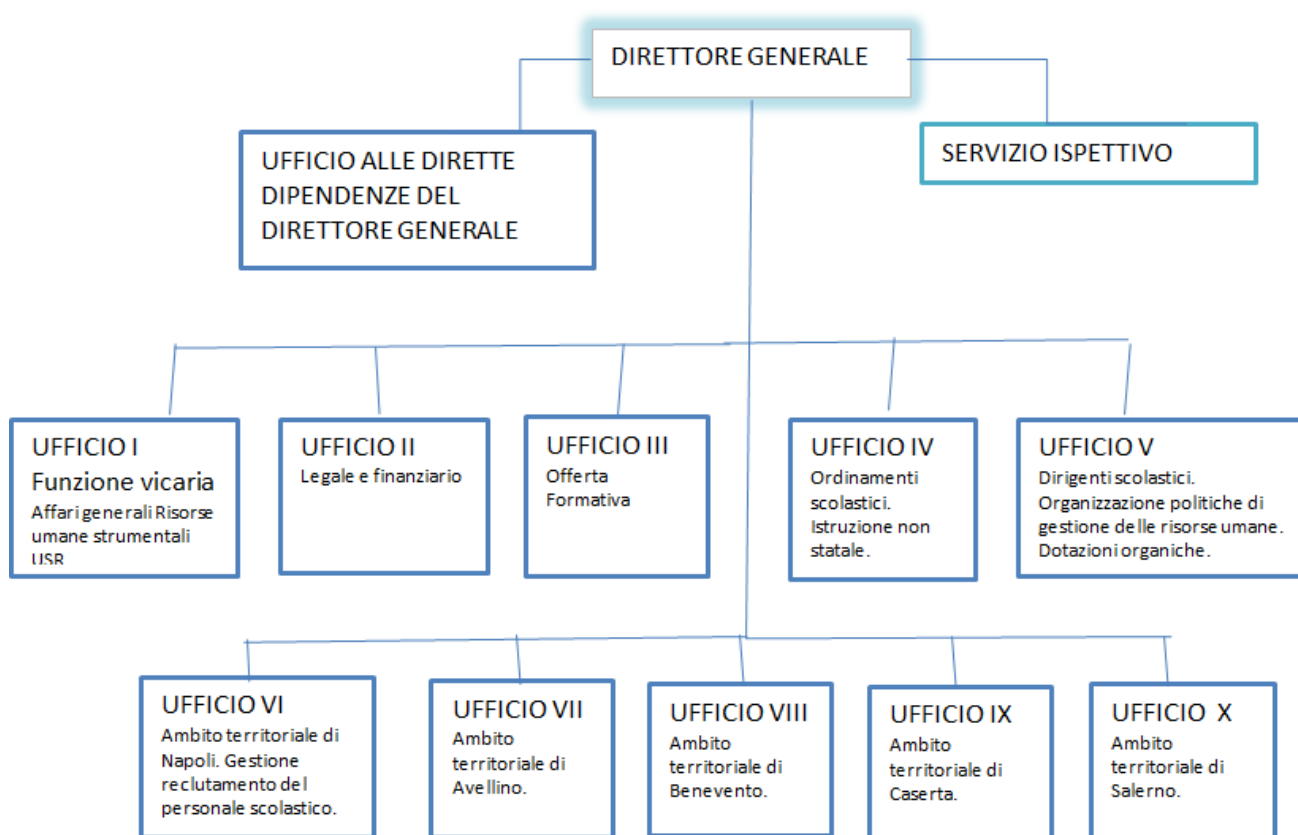 DIRETTORE GENERALE
UFFICIO ALLE DIRETTE
DIPENDENZE DEL
DIRETTORE GENERALE
SERVIZIO ISPETTIVO
UFFICIO I
Funzione vicaria
Affari generali Risorse
umane strumentali
USR
UFFICIO II
Legale e finanziario
UFFICIO III
Offerta
Formativa
UFFICIO IV
Ordinamenti
scolastici.
Istruzione non
statale.
UFFICIO V
Dirigenti scolastici.
Organizzazione politiche di
gestione delle risorse umane.
Dotazioni organiche.
UFFICIO VI
Ambito territoriale di
Napoli. Gestione
reclutamento del
personale scolastico.
UFFICIO VII
Ambito
territoriale di
Avellino.
UFFICIO VIII
Ambito
territoriale di
Benevento.
UFFICIO IX
Ambito
territoriale di
Caserta.
UFFICIO X
Ambito
territoriale di
Salerno.